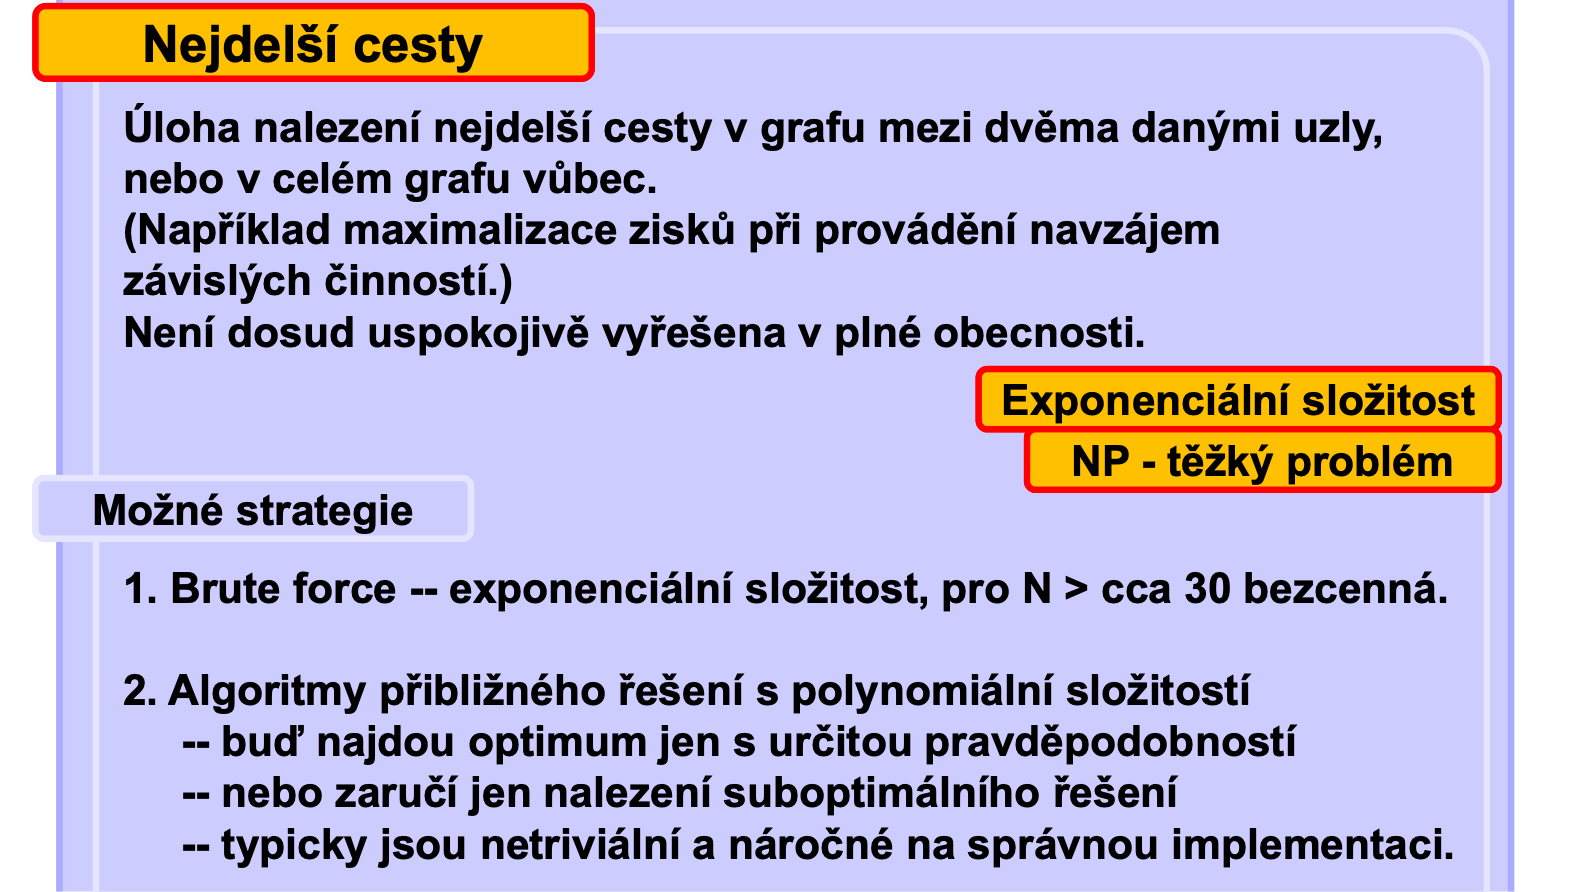 Nejdelší cesty
Úloha nalezení nejdelší cesty v grafu mezi dvěma danými uzly,
nebo v celém grafu vůbec.
(Například maximalizace zisků při provádění navzájem
závislých činností.)
Není dosud uspokojivě vyřešena v plné obecnosti.
Exponenciální složitost
NP - těžký problém
Možné strategie
1. Brute force -- exponenciální složitost, pro N > cca 30 bezcenná.
2. Algoritmy přibližného řešení s polynomiální složitostí
-- buď najdou optimum jen s určitou pravděpodobností
-- nebo zaručí jen nalezení suboptimálního řešení
-- typicky jsou netriviální a náročné na správnou implementaci.